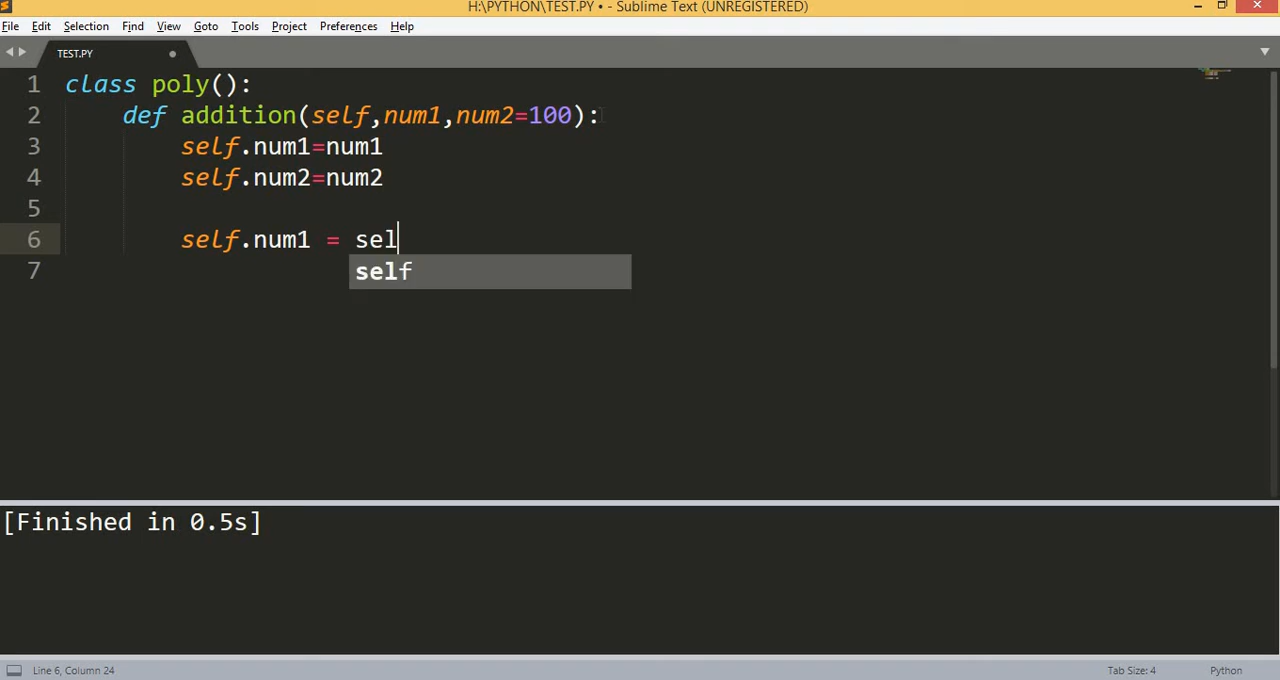 H:\PYTHON\TEST.PY • - Sublime Text (UNREGISTERED)
File Edit Selection Find View Goto Tools Project Preferences Help
TEST.PY
1 class poly():
2 def addition(self,num1,num2=100):
3 self.num1=num1
4 self.num2=num2
5
6 self.num1 = sel
self
7
[Finished in 0.5s]
Line 6, Column 24 Tab Size: 4 Python